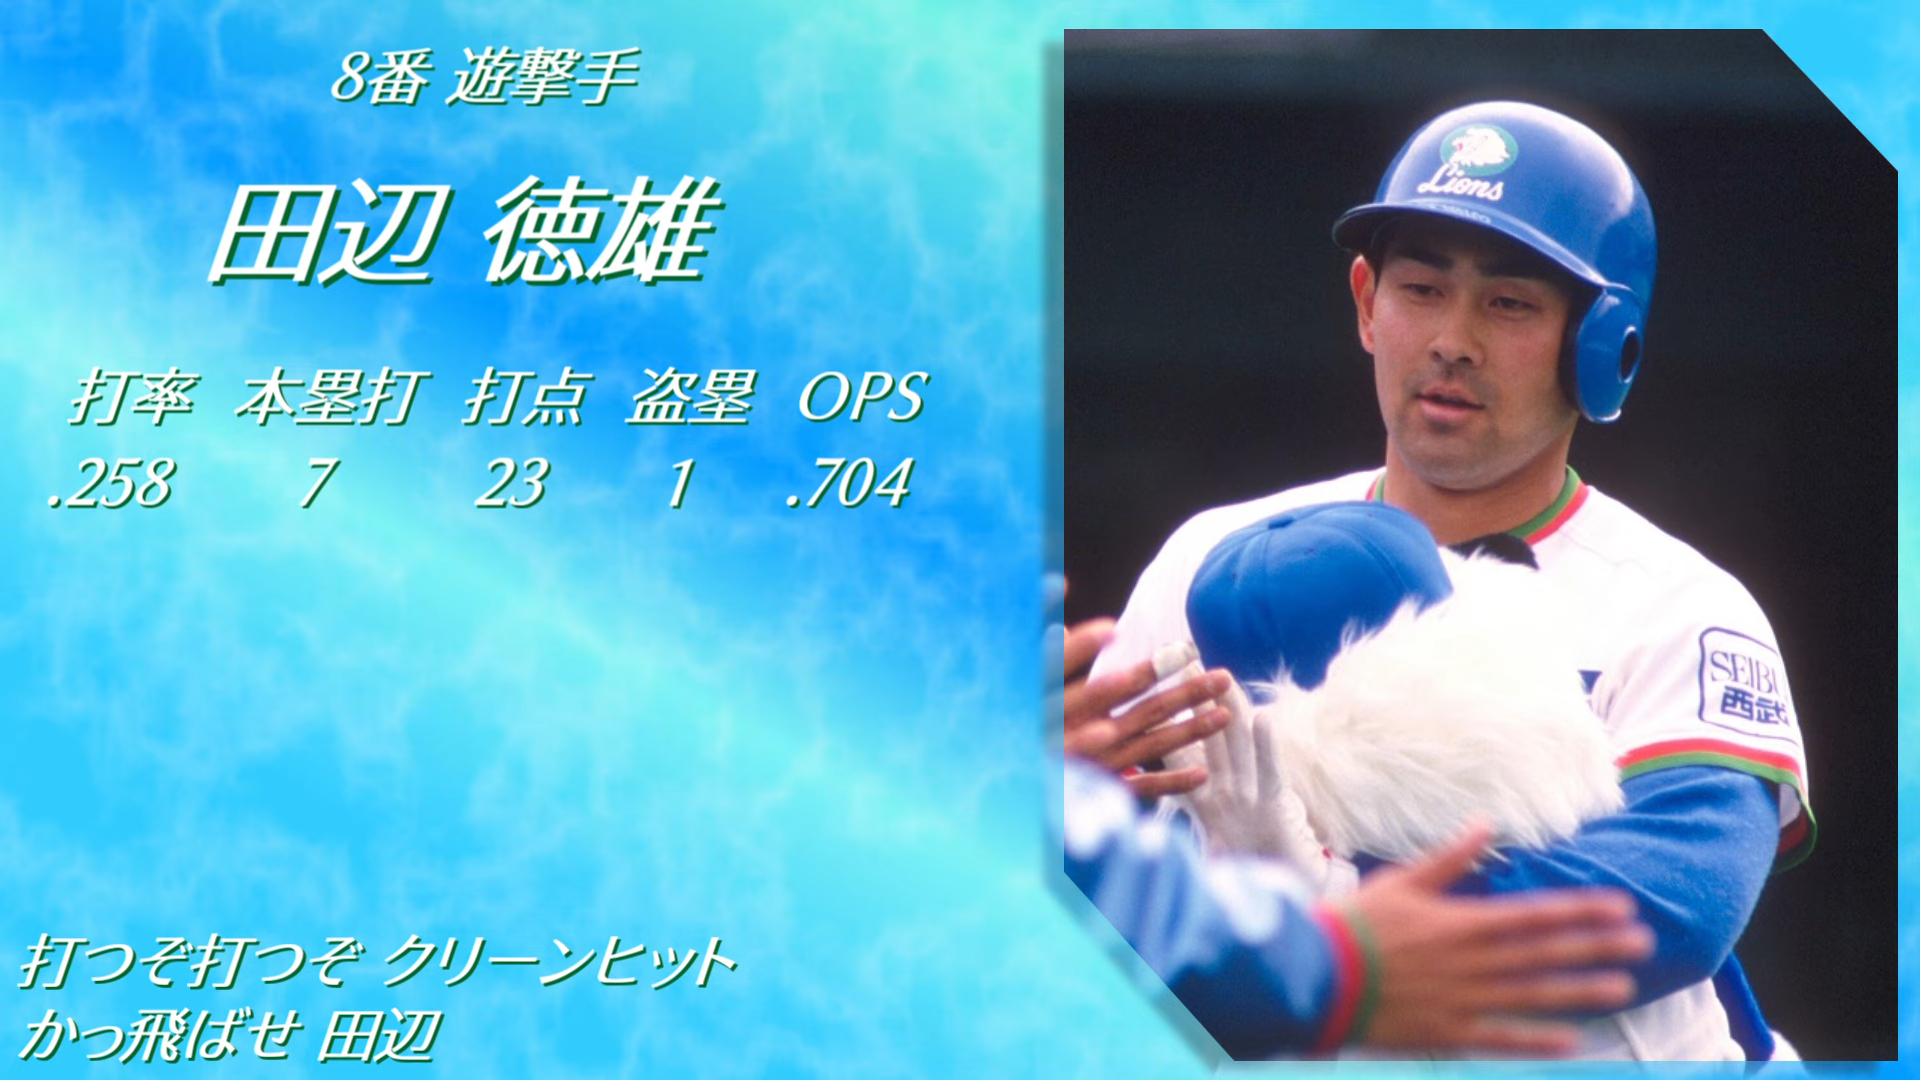 8番 遊撃手
田辺 徳雄
打率 本塁打 打点 盗塁 OPS
.258 7 23 1 .704
打つぞ打つぞ クリーンヒット
かっ飛ばせ 田辺
Lions
SEIBU
西武